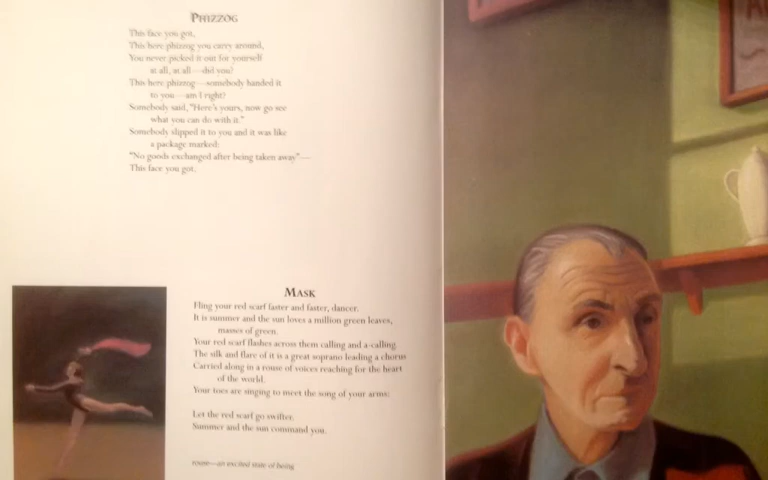 PHIZZOG
This face you got,
This here phizzog you carry around,
You never picked it out for yourself
at all, at all—did you?
This here phizzog—somebody handed it
to you—am I right?
Somebody said, "Here's yours, now go see
what you can do with it."
Somebody slipped it to you and it was like
a package marked:
"No goods exchanged after being taken away"—
This face you got.
MASK
Fling your red scarf faster and faster, dancer.
It is summer and the sun loves a million green leaves,
masses of green.
Your red scarf flashes across them calling and a-calling.
The silk and flare of it is a great soprano leading a chorus
Carried along in a rouse of voices reaching for the heart
of the world.
Your toes are singing to meet the song of your arms:
Let the red scarf go swifter.
Summer and the sun command you.
rouse—an excited state of being